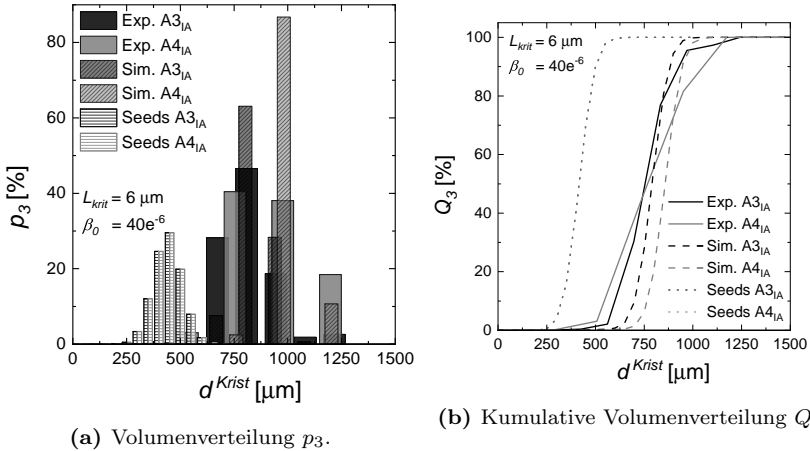 Exp. A3IA
Exp. A4IA
Sim. A3IA
Sim. A4IA
Seeds A3IA
Seeds A4IA
Lkrit = 6 µm
β0 = 40e-6
p3 [%]
80
60
40
20
0
0 250 500 750 1000 1250 1500
d Krist [µm]
(a) Volumenverteilung p3.
Lkrit = 6 µm
β0 = 40e-6
Q3 [%]
100
80
60
40
20
0
Exp. A3IA
Exp. A4IA
Sim. A3IA
Sim. A4IA
Seeds A3IA
Seeds A4IA
0 250 500 750 1000 1250 1500
d Krist [µm]
(b) Kumulative Volumenverteilung Q